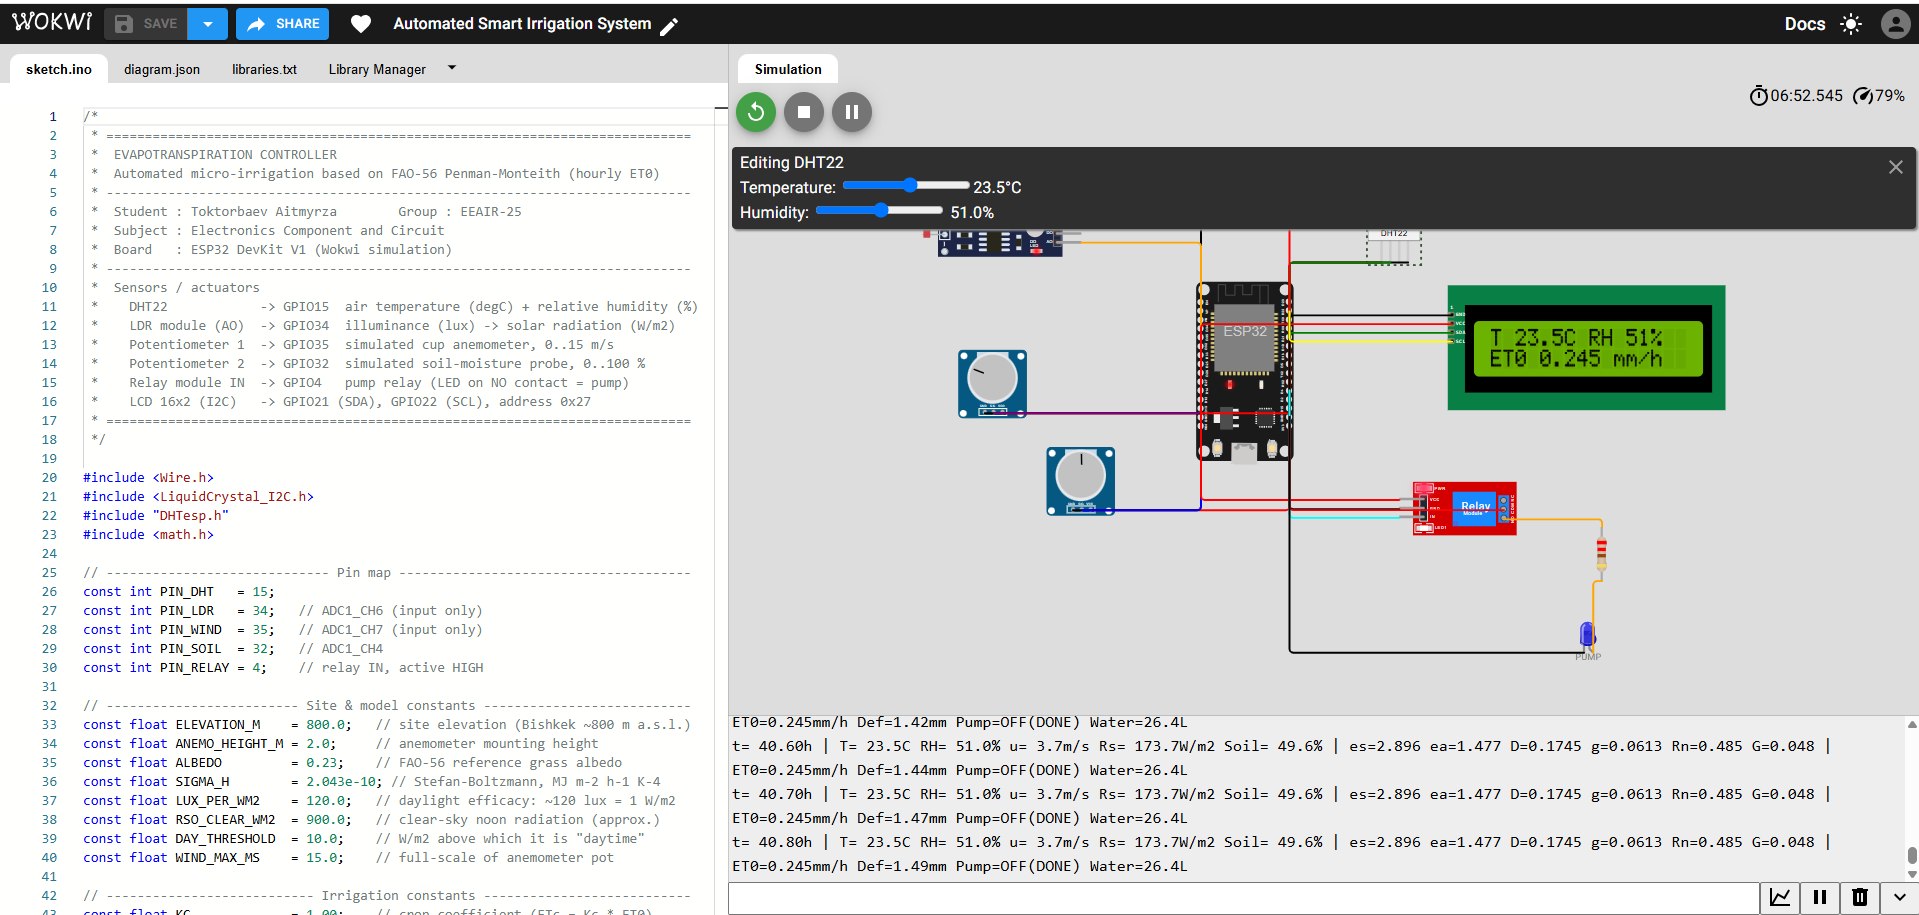 WOKWI SAVE SHARE Automated Smart Irrigation System Docs
sketch.ino diagram.json libraries.txt Library Manager
Simulation
06:52.545 79%
Editing DHT22
Temperature: 23.5°C
Humidity: 51.0%
1 /*
2 * ============================================================================
3 * EVAPOTRANSPIRATION CONTROLLER
4 * Automated micro-irrigation based on FAO-56 Penman-Monteith (hourly ET0)
5 * ----------------------------------------------------------------------------
6 * Student : Toktorbaev Aitmyrza Group : EEAIR-25
7 * Subject : Electronics Component and Circuit
8 * Board : ESP32 DevKit V1 (Wokwi simulation)
9 * ----------------------------------------------------------------------------
10 * Sensors / actuators
11 * DHT22 -> GPIO15 air temperature (degC) + relative humidity (%)
12 * LDR module (AO) -> GPIO34 illuminance (lux) -> solar radiation (W/m2)
13 * Potentiometer 1 -> GPIO35 simulated cup anemometer, 0..15 m/s
14 * Potentiometer 2 -> GPIO32 simulated soil-moisture probe, 0..100 %
15 * Relay module IN -> GPIO4 pump relay (LED on NO contact = pump)
16 * LCD 16x2 (I2C) -> GPIO21 (SDA), GPIO22 (SCL), address 0x27
17 * ============================================================================
18 */
19
20 #include <Wire.h>
21 #include <LiquidCrystal_I2C.h>
22 #include "DHTesp.h"
23 #include <math.h>
24
25 // ----------------------------- Pin map --------------------------------------
26 const int PIN_DHT = 15;
27 const int PIN_LDR = 34; // ADC1_CH6 (input only)
28 const int PIN_WIND = 35; // ADC1_CH7 (input only)
29 const int PIN_SOIL = 32; // ADC1_CH4
30 const int PIN_RELAY = 4; // relay IN, active HIGH
31
32 // ------------------------- Site & model constants ---------------------------
33 const float ELEVATION_M = 800.0; // site elevation (Bishkek ~800 m a.s.l.)
34 const float ANEMO_HEIGHT_M = 2.0; // anemometer mounting height
35 const float ALBEDO = 0.23; // FAO-56 reference grass albedo
36 const float SIGMA_H = 2.043e-10; // Stefan-Boltzmann, MJ m-2 h-1 K-4
37 const float LUX_PER_WM2 = 120.0; // daylight efficacy: ~120 lux = 1 W/m2
38 const float RSO_CLEAR_WM2 = 900.0; // clear-sky noon radiation (approx.)
39 const float DAY_THRESHOLD = 10.0; // W/m2 above which it is "daytime"
40 const float WIND_MAX_MS = 15.0; // full-scale of anemometer pot
41
42 // --------------------------- Irrigation constants ---------------------------
43 const float KC = 1.00; // crop coefficient (ETc = Kc * ET0)
DHT22
ESP32
GND
VCC
SDA
SCL
T 23.5C RH 51%
ET0 0.245 mm/h
PWR
VCC
IN
LED1
Relay
Module
PUMP
ET0=0.245mm/h Def=1.42mm Pump=OFF(DONE) Water=26.4L
t= 40.60h | T= 23.5C RH= 51.0% u= 3.7m/s Rs= 173.7W/m2 Soil= 49.6% | es=2.896 ea=1.477 D=0.1745 g=0.0613 Rn=0.485 G=0.048 |
ET0=0.245mm/h Def=1.44mm Pump=OFF(DONE) Water=26.4L
t= 40.70h | T= 23.5C RH= 51.0% u= 3.7m/s Rs= 173.7W/m2 Soil= 49.6% | es=2.896 ea=1.477 D=0.1745 g=0.0613 Rn=0.485 G=0.048 |
ET0=0.245mm/h Def=1.47mm Pump=OFF(DONE) Water=26.4L
t= 40.80h | T= 23.5C RH= 51.0% u= 3.7m/s Rs= 173.7W/m2 Soil= 49.6% | es=2.896 ea=1.477 D=0.1745 g=0.0613 Rn=0.485 G=0.048 |
ET0=0.245mm/h Def=1.49mm Pump=OFF(DONE) Water=26.4L